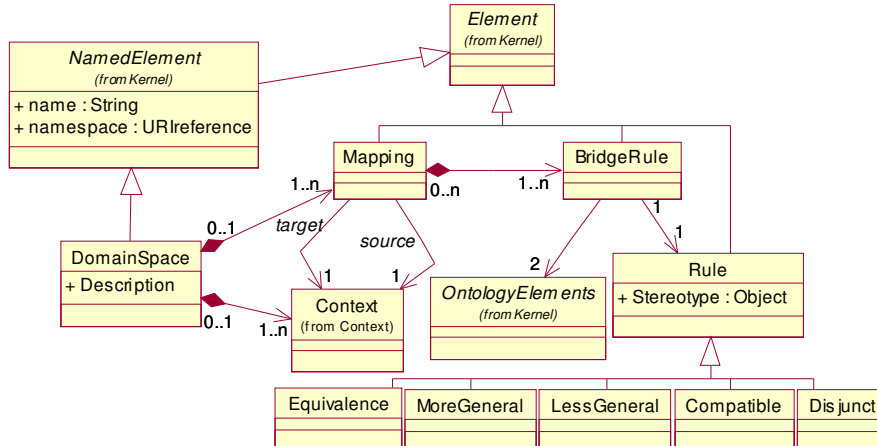 Element
(from Kernel)
NamedElement
(from Kernel)
+ name : String
+ namespace : URIreference
Mapping
BridgeRule
1..n
0..n
1..n
0..1
target
source
1
1
2
1
1
DomainSpace
+ Description
0..1
1..n
Context
(from Context)
OntologyElements
(from Kernel)
Rule
+ Stereotype : Object
Equivalence
MoreGeneral
LessGeneral
Compatible
Disjunct